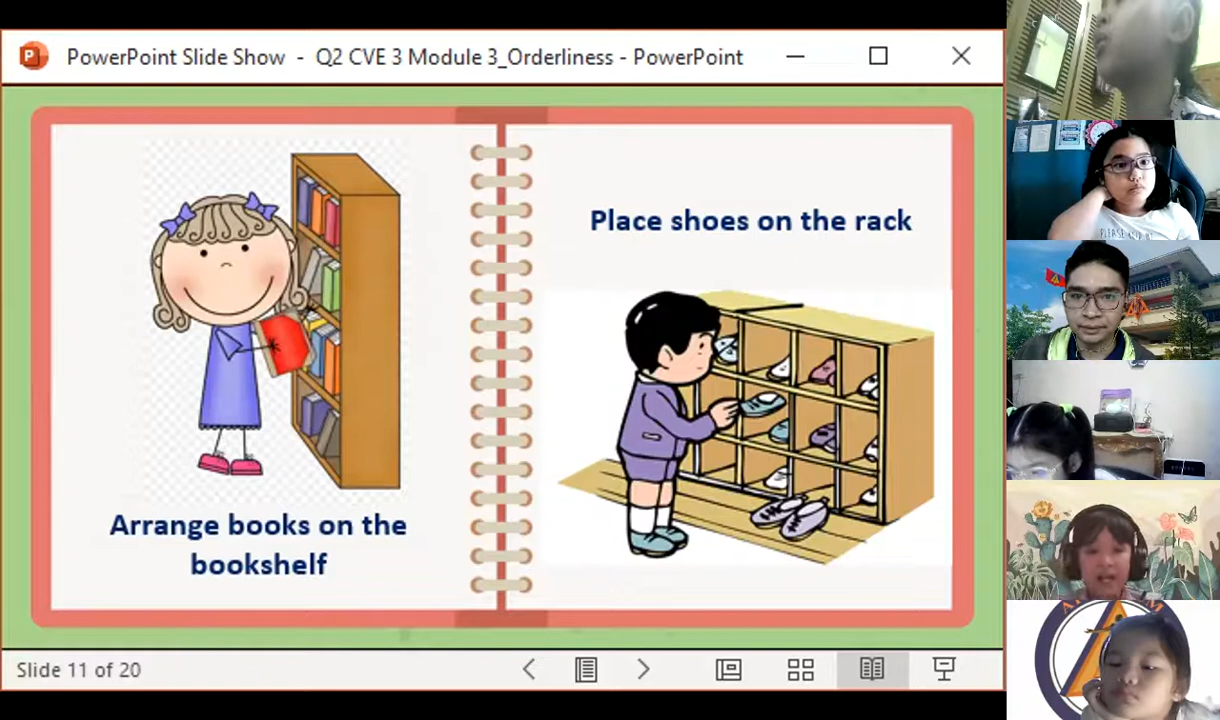 PowerPoint Slide Show - Q2 CVE 3 Module 3_Orderliness - PowerPoint
Place shoes on the rack
Arrange books on the
bookshelf
Slide 11 of 20